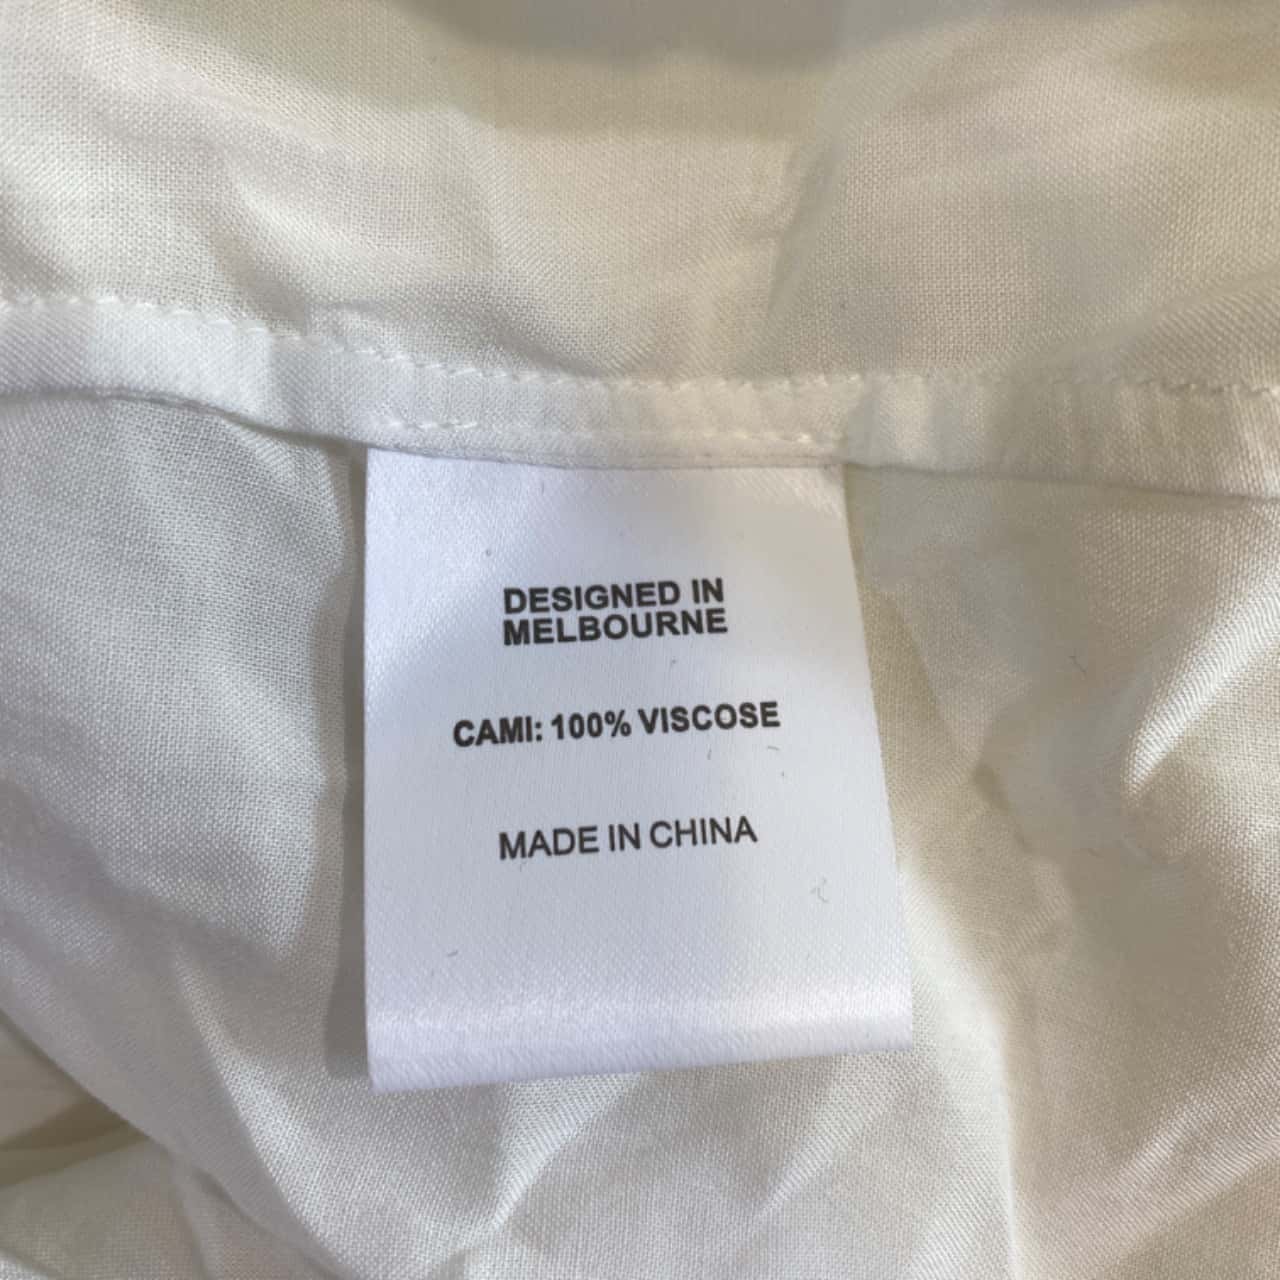 DESIGNED IN
MELBOURNE
CAMI: 100% VISCOSE
MADE IN CHINA